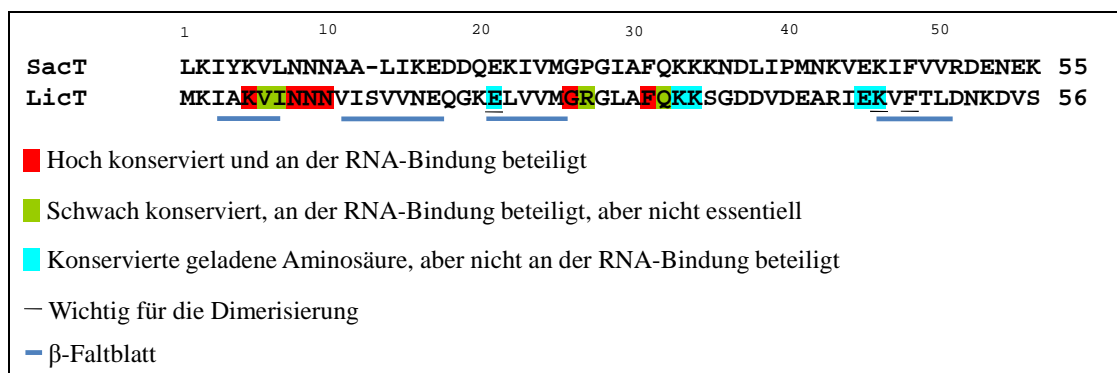 1 10 20 30 40 50
SacT LKIYKVLNNNAA-LIKEDDQEKIVMGPGIAFQKKKNDLIPMNKVEKIFVVRDENEK 55
LicT MKIAKVINNNVISVVNEQGKELVVMGRGLAFQKKSGDDVDEARIEKVFTLDNKDVS 56
Hoch konserviert und an der RNA-Bindung beteiligt
Schwach konserviert, an der RNA-Bindung beteiligt, aber nicht essentiell
Konservierte geladene Aminosäure, aber nicht an der RNA-Bindung beteiligt
Wichtig für die Dimerisierung
β-Faltblatt